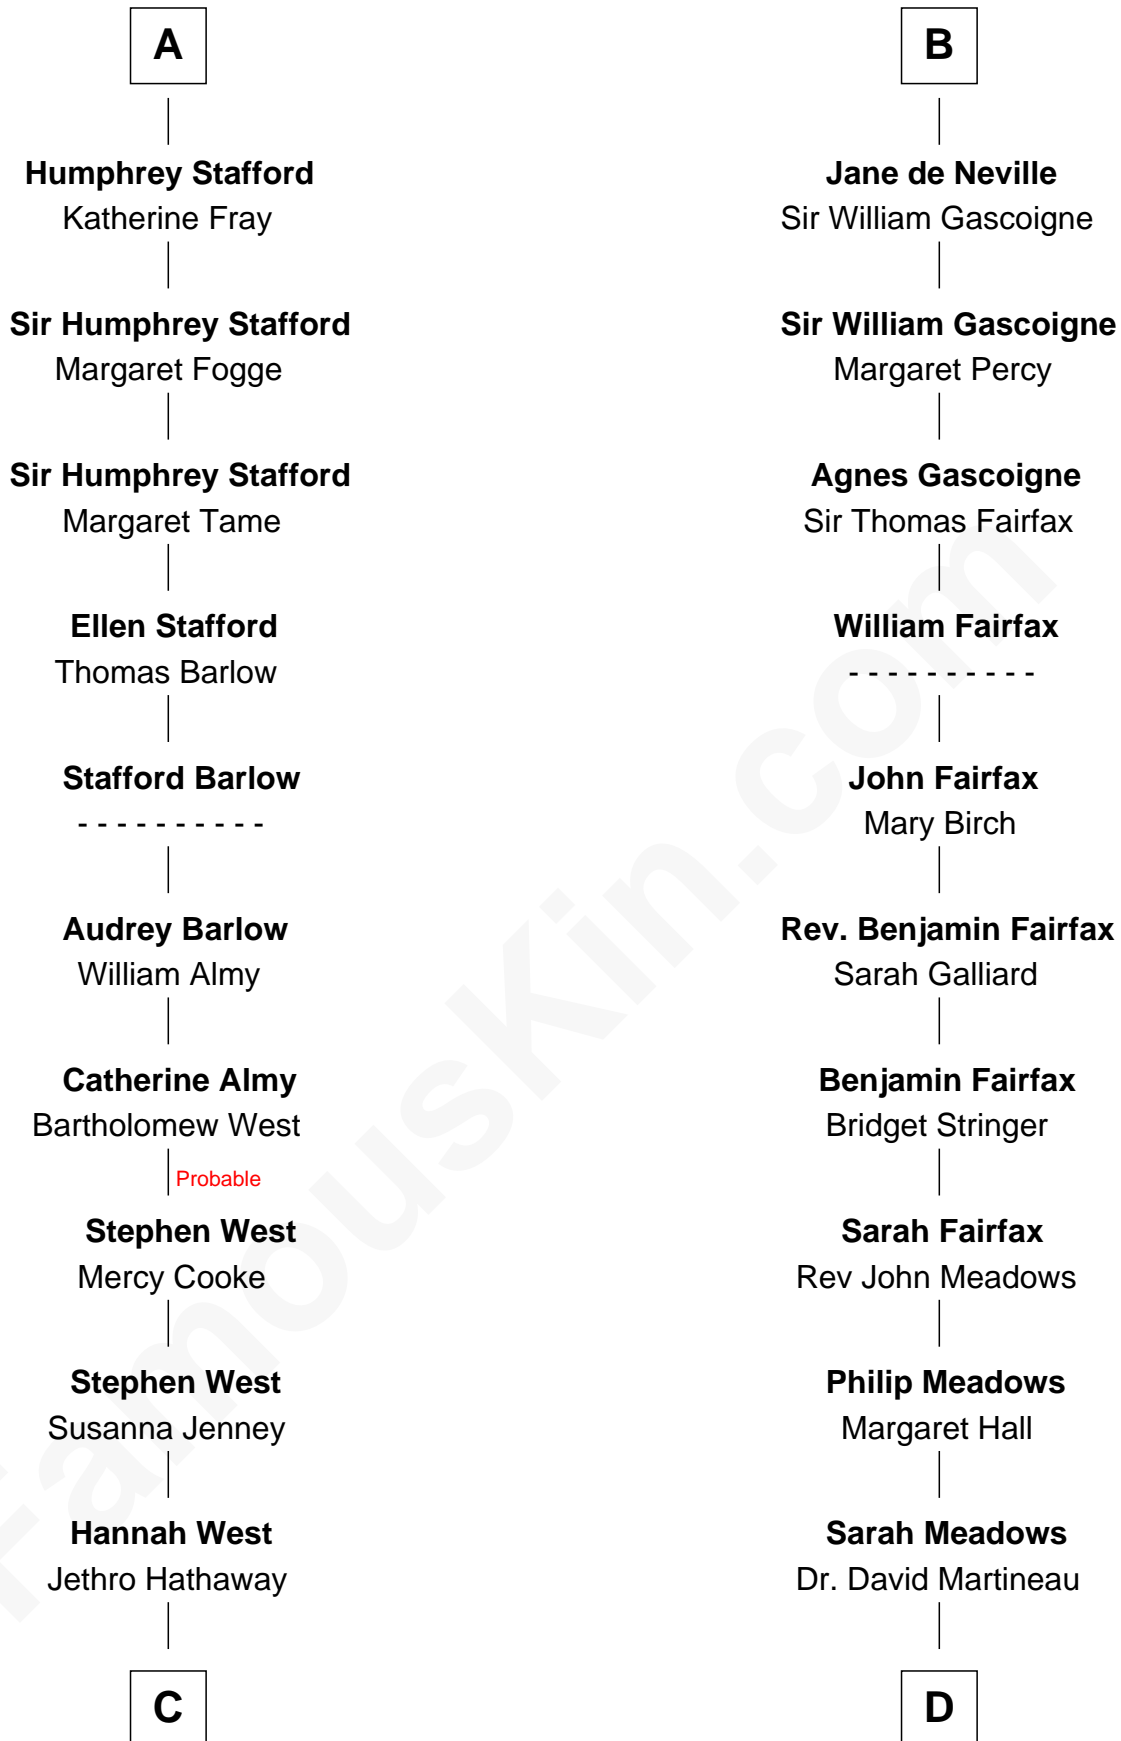 A
Humphrey Stafford
Katherine Fray
Sir Humphrey Stafford
Margaret Fogge
Sir Humphrey Stafford
Margaret Tame
Ellen Stafford
Thomas Barlow
Stafford Barlow
- - - - - - - - - -
Audrey Barlow
William Almy
Catherine Almy
Bartholomew West
Probable
Stephen West
Mercy Cooke
Stephen West
Susanna Jenney
Hannah West
Jethro Hathaway
C
B
Jane de Neville
Sir William Gascoigne
Sir William Gascoigne
Margaret Percy
Agnes Gascoigne
Sir Thomas Fairfax
William Fairfax
- - - - - - - - - -
John Fairfax
Mary Birch
Rev. Benjamin Fairfax
Sarah Galliard
Benjamin Fairfax
Bridget Stringer
Sarah Fairfax
Rev John Meadows
Philip Meadows
Margaret Hall
Sarah Meadows
Dr. David Martineau
D
FamousKin.com